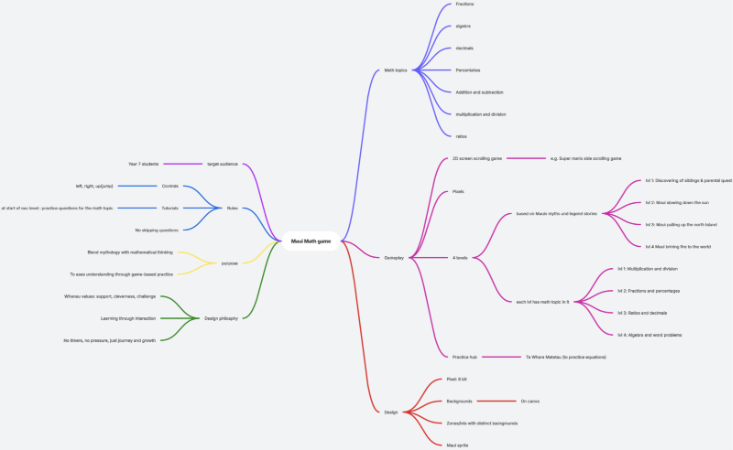 Maui Math game
Math topics
Fractions
algebra
decimals
Percentages
Addition and subtraction
multiplication and division
ratios
Gameplay
2D screen scrolling game
e.g. Super mario side scrolling game
Pixels
4 levels
based on Mauis myths and legend stories
lvl 1: Discovering of siblings & parental quest
lvl 2: Maui slowing down the sun
lvl 3: Maui pulling up the north island
lvl 4 Maui brining fire to the world
each lvl has math topic in it
lvl 1: Multiplication and division
lvl 2: Fractions and percentages
lvl 3: Ratios and decimals
lvl 4: Algebra and word problems
Practice hub
Te Whare Matatau (to practice equations)
Design
Pixel: 8 bit
Backgrounds
On canva
with distinct backgrounds
Maui sprite
target audience
Year 7 students
Rules
Controls
left, right, up(jump)
Tutorials
at start of eac level : practice questions for the math topic
No skipping questions
purpose
Blend mythology with mathematical thinking
To asses understanding through game-based practice
Design philosphy
Whanau values: support, cleverness, challenge
Learning through interaction
No timers, no pressure, just journey and growth